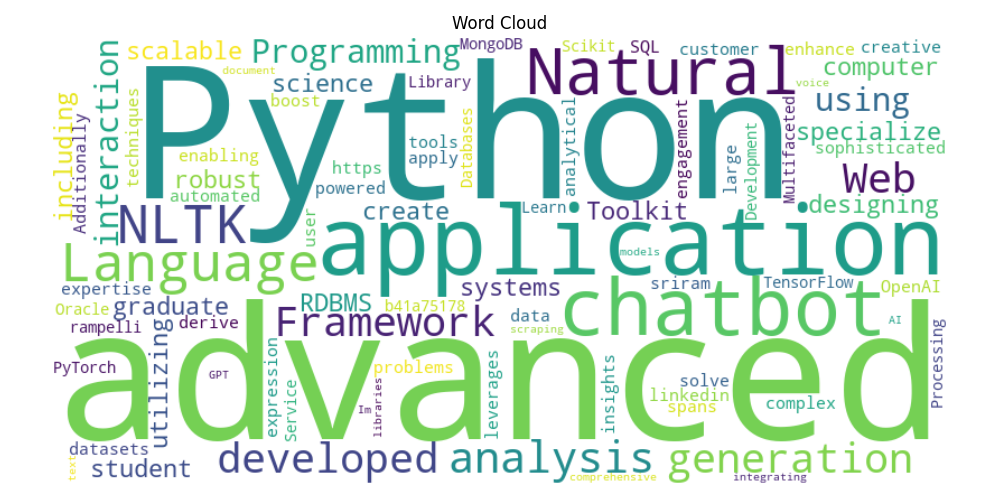 Word Cloud
scalable
Programming
MongoDB
Natural
Scikit
SQL
customer
enhance
creative
document
science
Library
voice
computer
Python
boost
using
including
Additionally
interaction
techniques
enabling
robust
automated
https
powered
tools
apply
Databases
analytical
engagement
large
Development
Multifaceted
specialize
sophisticated
Web
designing
NLTK
user
create
Learn
Toolkit
application
Language
models
expertise
systems
sriram
TensorFlow
OpenAI
Oracle
graduate
RDBMS
b41a75178
chatbot
AI
rampelli
derive
Framework
data
scraping
advanced
utilizing
PyTorch
GPT
expression
Service
Im
libraries
problems
leverages
insights
solve
linkedin
spans
complex
Processing
datasets
text
student
developed
analysis
generation
comprehensive
integrating